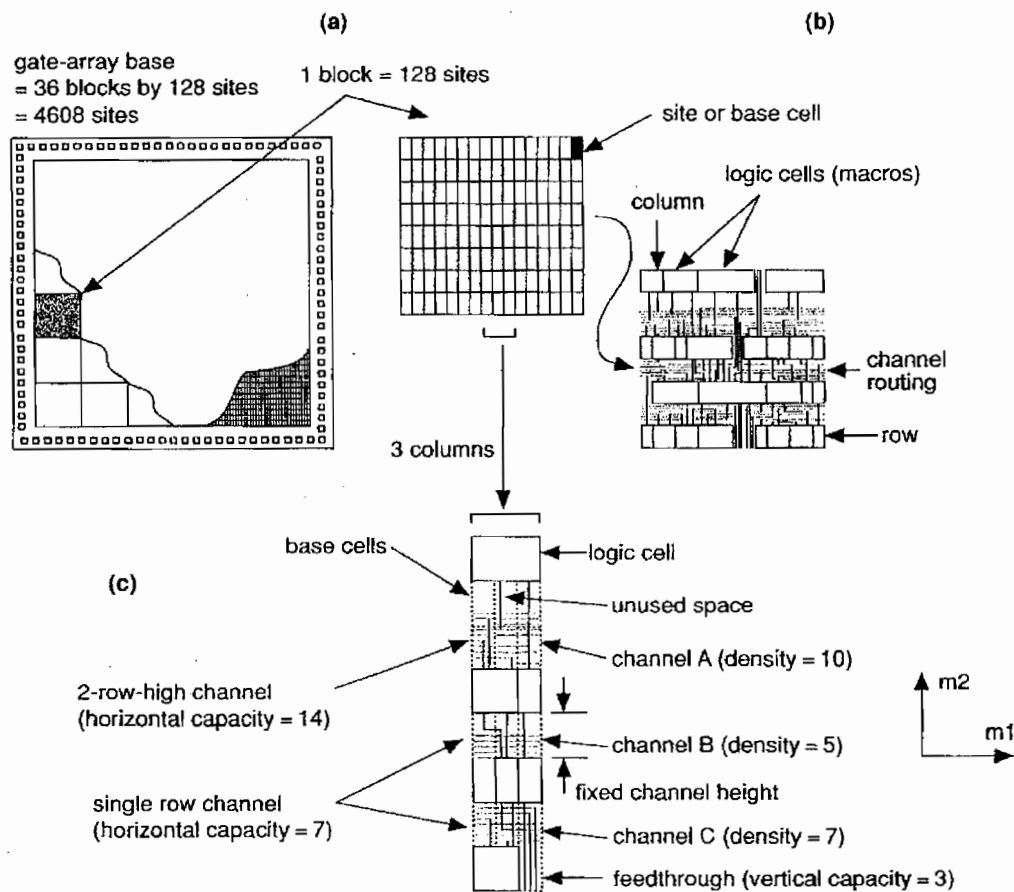 (a)
(b)
gate-array base
= 36 blocks by 128 sites
= 4608 sites
1 block = 128 sites
site or base cell
logic cells (macros)
column
channel
routing
row
3 columns
(c)
base cells
logic cell
unused space
channel A (density = 10)
2-row-high channel
(horizontal capacity = 14)
channel B (density = 5)
fixed channel height
single row channel
(horizontal capacity = 7)
channel C (density = 7)
feedthrough (vertical capacity = 3)
m2
m1